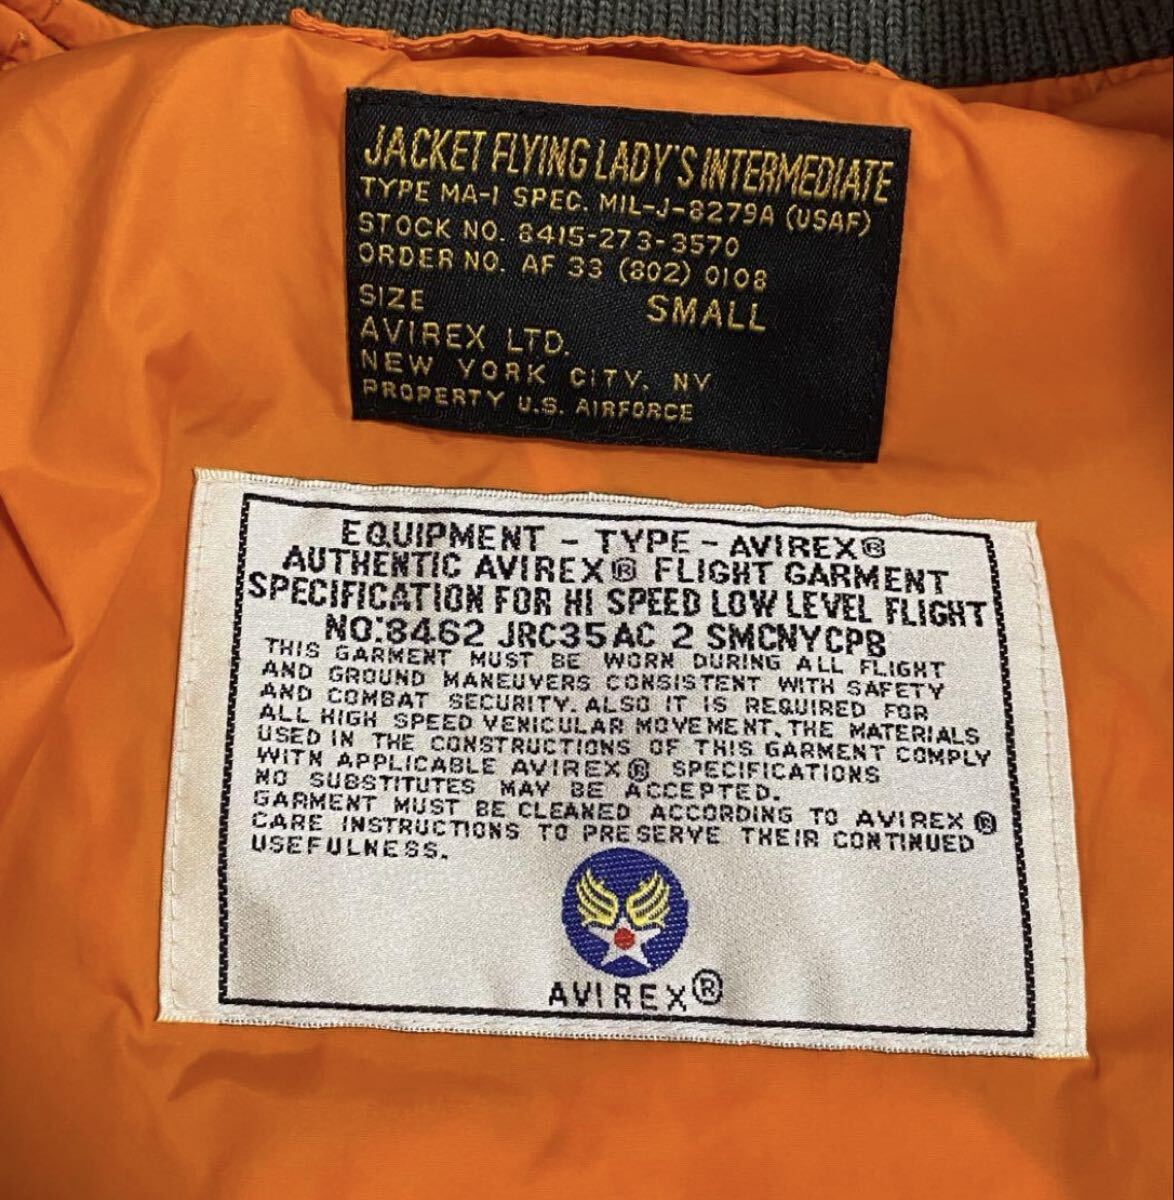 JACKET FLYING LADY'S INTERMEDIATE
TYPE MA-1 SPEC. MIL-J-8279A (USAF)
STOCK NO. 8415-273-3570
ORDER NO. AF 33 (802) 0108
SIZE SMALL
AVIREX LTD.
NEW YORK CITY. NY
PROPERTY U.S. AIRFORCE
EQUIPMENT - TYPE - AVIREX®
AUTHENTIC AVIREX® FLIGHT GARMENT
SPECIFICATION FOR HI SPEED LOW LEVEL FLIGHT
NO:8462 JRC35AC 2 SMCNYCPB
THIS GARMENT MUST BE WORN DURING ALL FLIGHT
AND GROUND MANEUVERS CONSISTENT WITH SAFETY
AND COMBAT SECURITY. ALSO IT IS REQUIRED FOR
ALL HIGH SPEED VENICULAR MOVEMENT. THE MATERIALS
USED IN THE CONSTRUCTIONS OF THIS GARMENT COMPLY
WITN APPLICABLE AVIREX® SPECIFICATIONS
NO SUBSTITUTES MAY BE ACCEPTED.
GARMENT MUST BE CLEANED ACCORDING TO AVIREX®
CARE INSTRUCTIONS TO PRESERVE THEIR CONTINUED
USEFULNESS.
AVIREX®